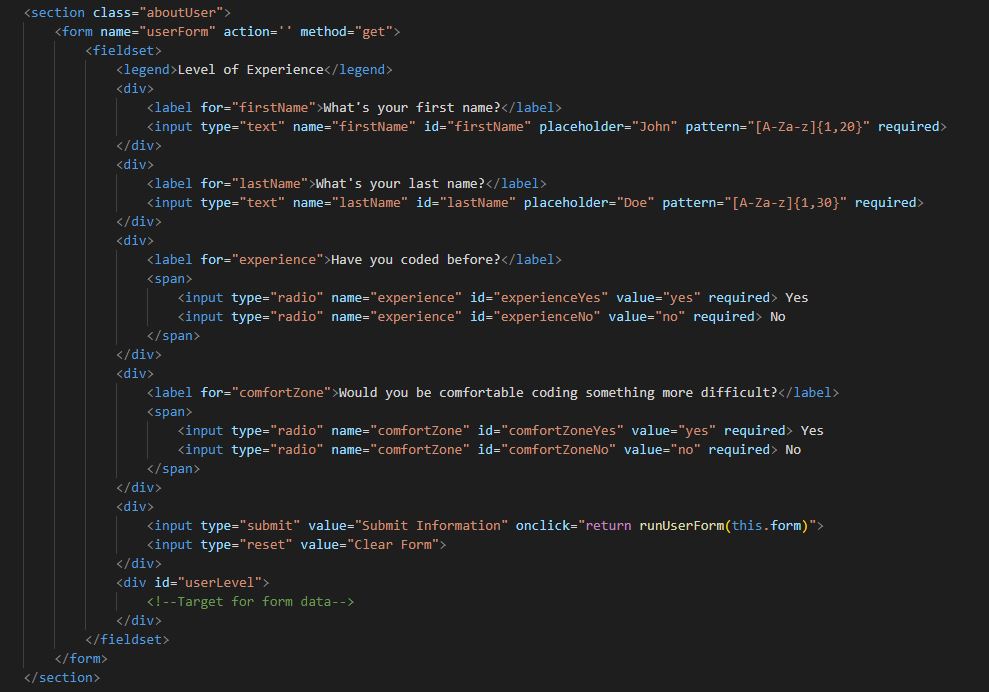 <section class="aboutUser">
<form name="userForm" action='' method="get">
<fieldset>
<legend>Level of Experience</legend>
<div>
<label for="firstName">What's your first name?</label>
<input type="text" name="firstName" id="firstName" placeholder="John" pattern="[A-Za-z]{1,20}" required>
</div>
<div>
<label for="lastName">What's your last name?</label>
<input type="text" name="lastName" id="lastName" placeholder="Doe" pattern="[A-Za-z]{1,30}" required>
</div>
<div>
<label for="experience">Have you coded before?</label>
<span>
<input type="radio" name="experience" id="experienceYes" value="yes" required> Yes
<input type="radio" name="experience" id="experienceNo" value="no" required> No
</span>
</div>
<div>
<label for="comfortZone">Would you be comfortable coding something more difficult?</label>
<span>
<input type="radio" name="comfortZone" id="comfortZoneYes" value="yes" required> Yes
<input type="radio" name="comfortZone" id="comfortZoneNo" value="no" required> No
</span>
</div>
<div>
<input type="submit" value="Submit Information" onclick="return runUserForm(this.form)">
<input type="reset" value="Clear Form">
</div>
<div id="userLevel">
<!--Target for form data-->
</div>
</fieldset>
</form>
</section>